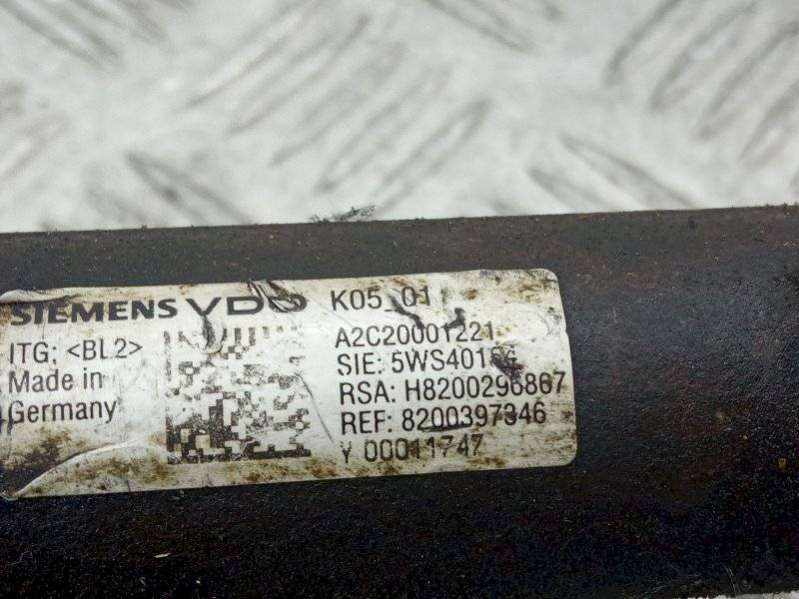 SIEMENS VDO K05_01
ITG: <BL2>
Made in
Germany
A2C20001221
SIE:
RSA: H8200296867
REF: 8200397346
Y 00011747